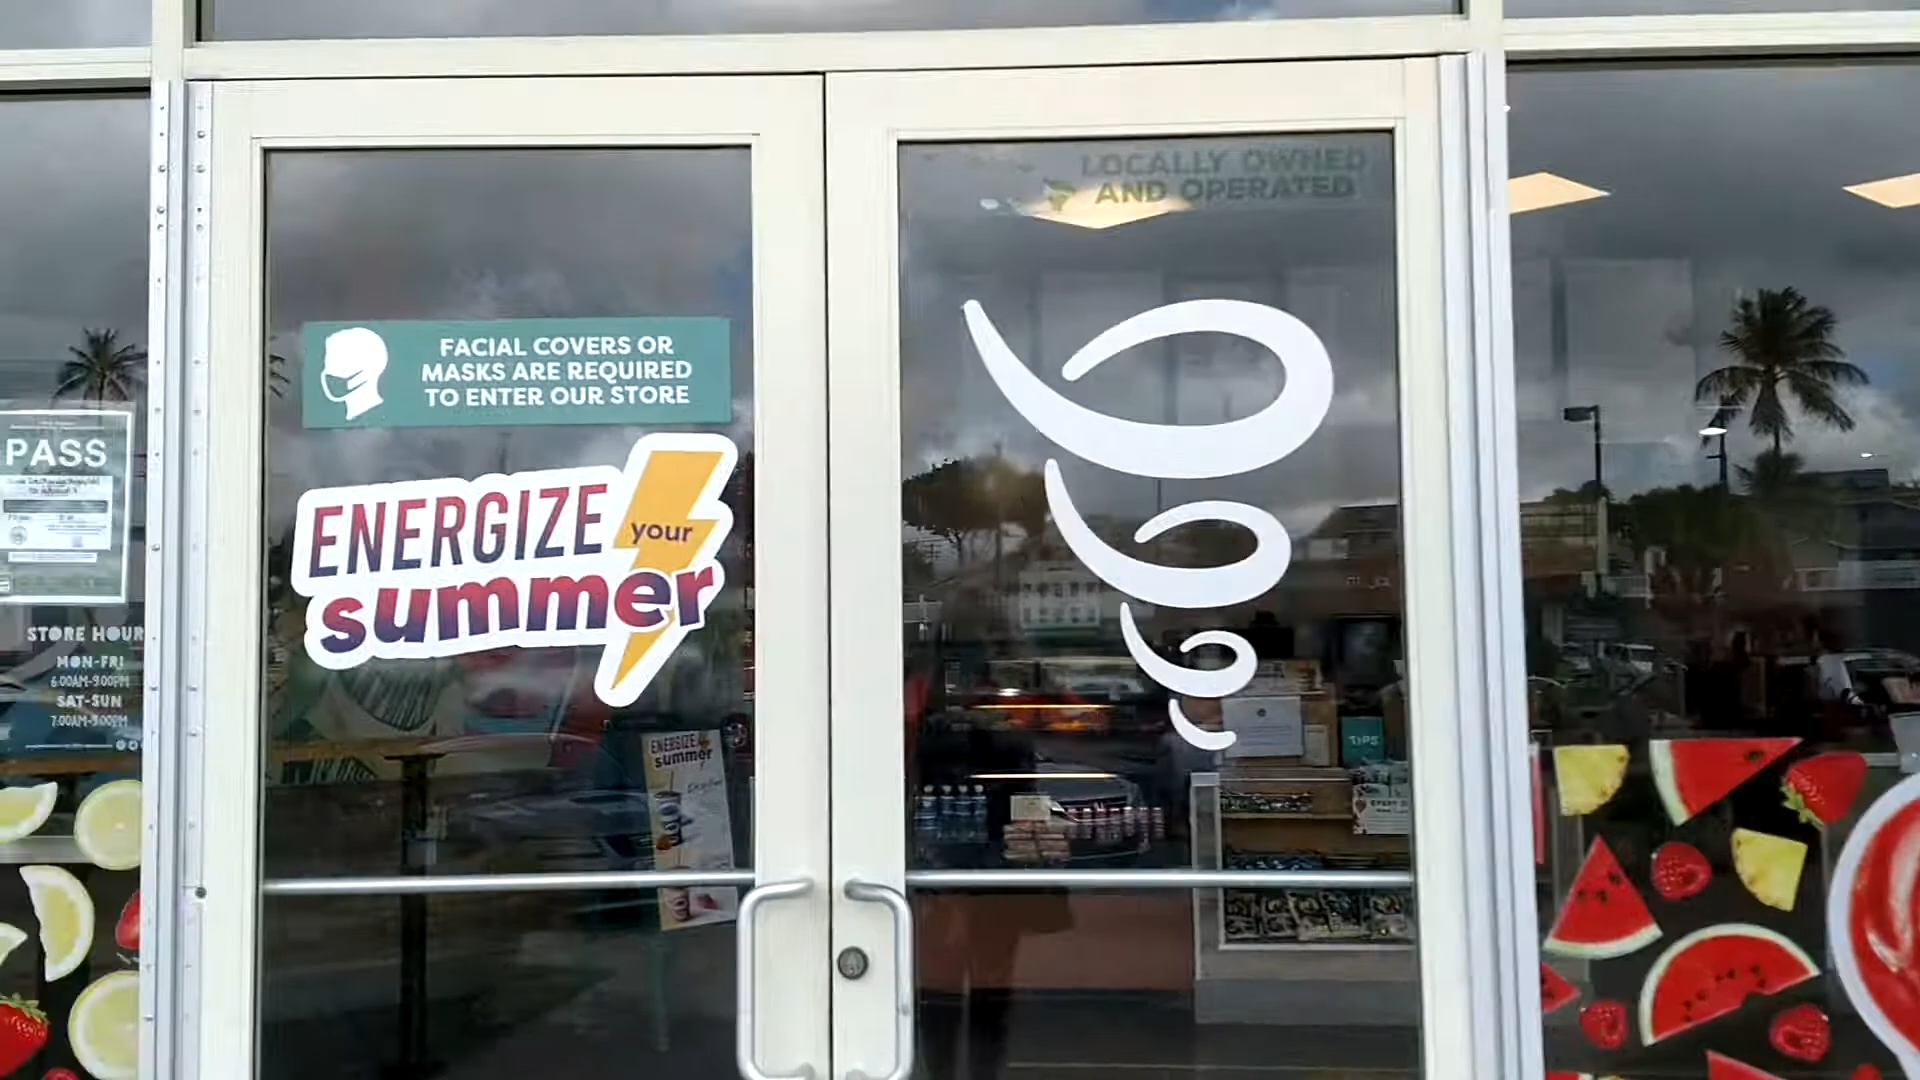 LOCALLY OWNED
AND OPERATED
FACIAL COVERS OR
MASKS ARE REQUIRED
TO ENTER OUR STORE
PASS
ENERGIZE
your
summer
STORE HOUR
MON-FRI
6:00AM-9:00PM
SAT-SUN
7:00AM-9:00PM
ENERGIZE
summer
TIPS